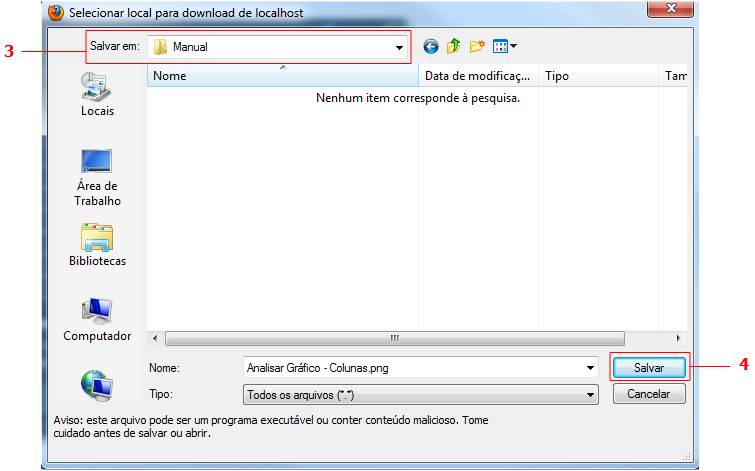 Selecionar local para download de localhost
3
Salvar em: Manual
Nome Data de modificaç... Tipo Tam
Nenhum item corresponde à pesquisa.
Locais
Área de
Trabalho
Bibliotecas
Computador
Nome: Analisar Gráfico - Colunas.png Salvar
4
Tipo: Todos os arquivos (*.*) Cancelar
Aviso: este arquivo pode ser um programa executável ou conter conteúdo malicioso. Tome
cuidado antes de salvar ou abrir.